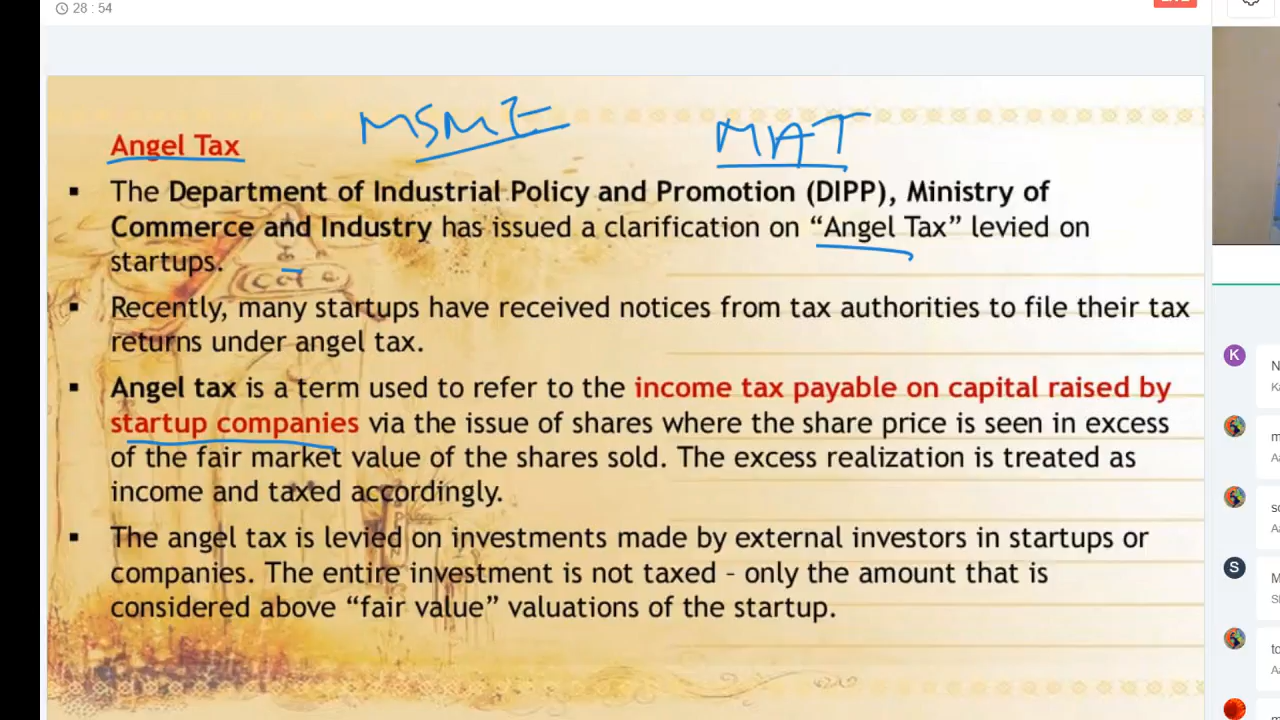 28 : 54
LIVE
MSME
MAT
Angel Tax
▪ The Department of Industrial Policy and Promotion (DIPP), Ministry of
Commerce and Industry has issued a clarification on “Angel Tax” levied on
startups.
▪ Recently, many startups have received notices from tax authorities to file their tax
returns under angel tax.
▪ Angel tax is a term used to refer to the income tax payable on capital raised by
startup companies via the issue of shares where the share price is seen in excess
of the fair market value of the shares sold. The excess realization is treated as
income and taxed accordingly.
▪ The angel tax is levied on investments made by external investors in startups or
companies. The entire investment is not taxed – only the amount that is
considered above “fair value” valuations of the startup.
K
S